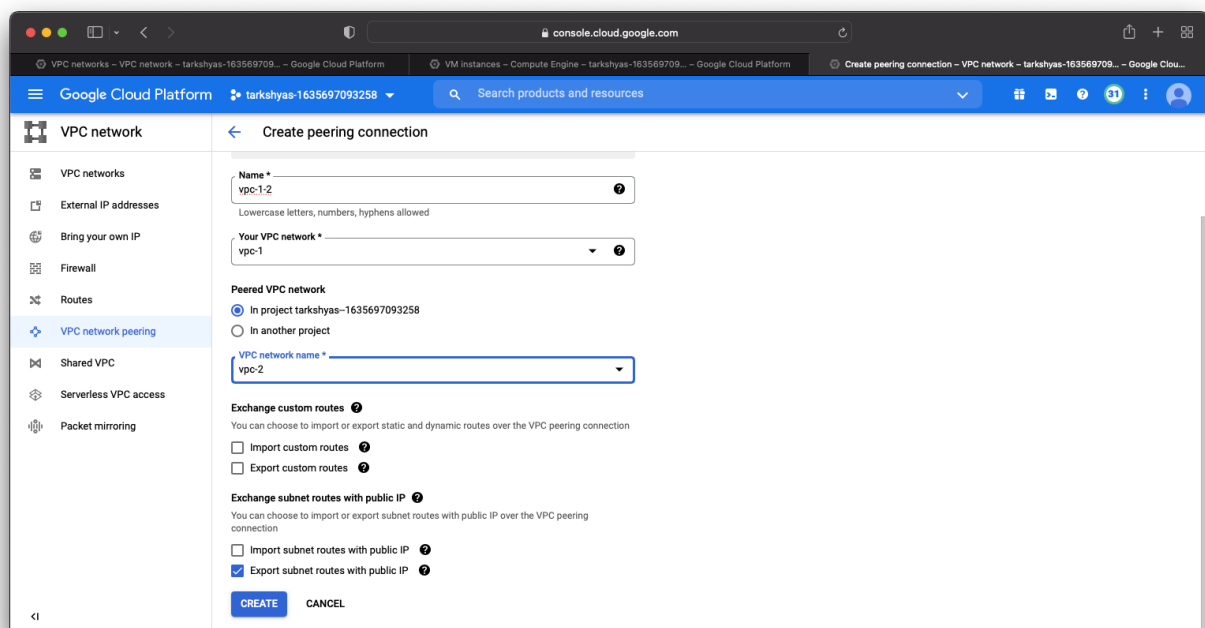 console.cloud.google.com
VPC networks – VPC network – tarkshyas-163569709... – Google Cloud Platform
VM instances – Compute Engine – tarkshyas-163569709... – Google Cloud Platform
Create peering connection – VPC network – tarkshyas-163569709... – Google Clou...
Google Cloud Platform
tarkshyas-1635697093258
Search products and resources
31
VPC network
Create peering connection
VPC networks
External IP addresses
Bring your own IP
Firewall
Routes
VPC network peering
Shared VPC
Serverless VPC access
Packet mirroring
Name *
vpc-1-2
Lowercase letters, numbers, hyphens allowed
Your VPC network *
vpc-1
Peered VPC network
In project tarkshyas--1635697093258
In another project
VPC network name *
vpc-2
Exchange custom routes
You can choose to import or export static and dynamic routes over the VPC peering connection
Import custom routes
Export custom routes
Exchange subnet routes with public IP
You can choose to import or export subnet routes with public IP over the VPC peering
connection
Import subnet routes with public IP
Export subnet routes with public IP
CREATE
CANCEL